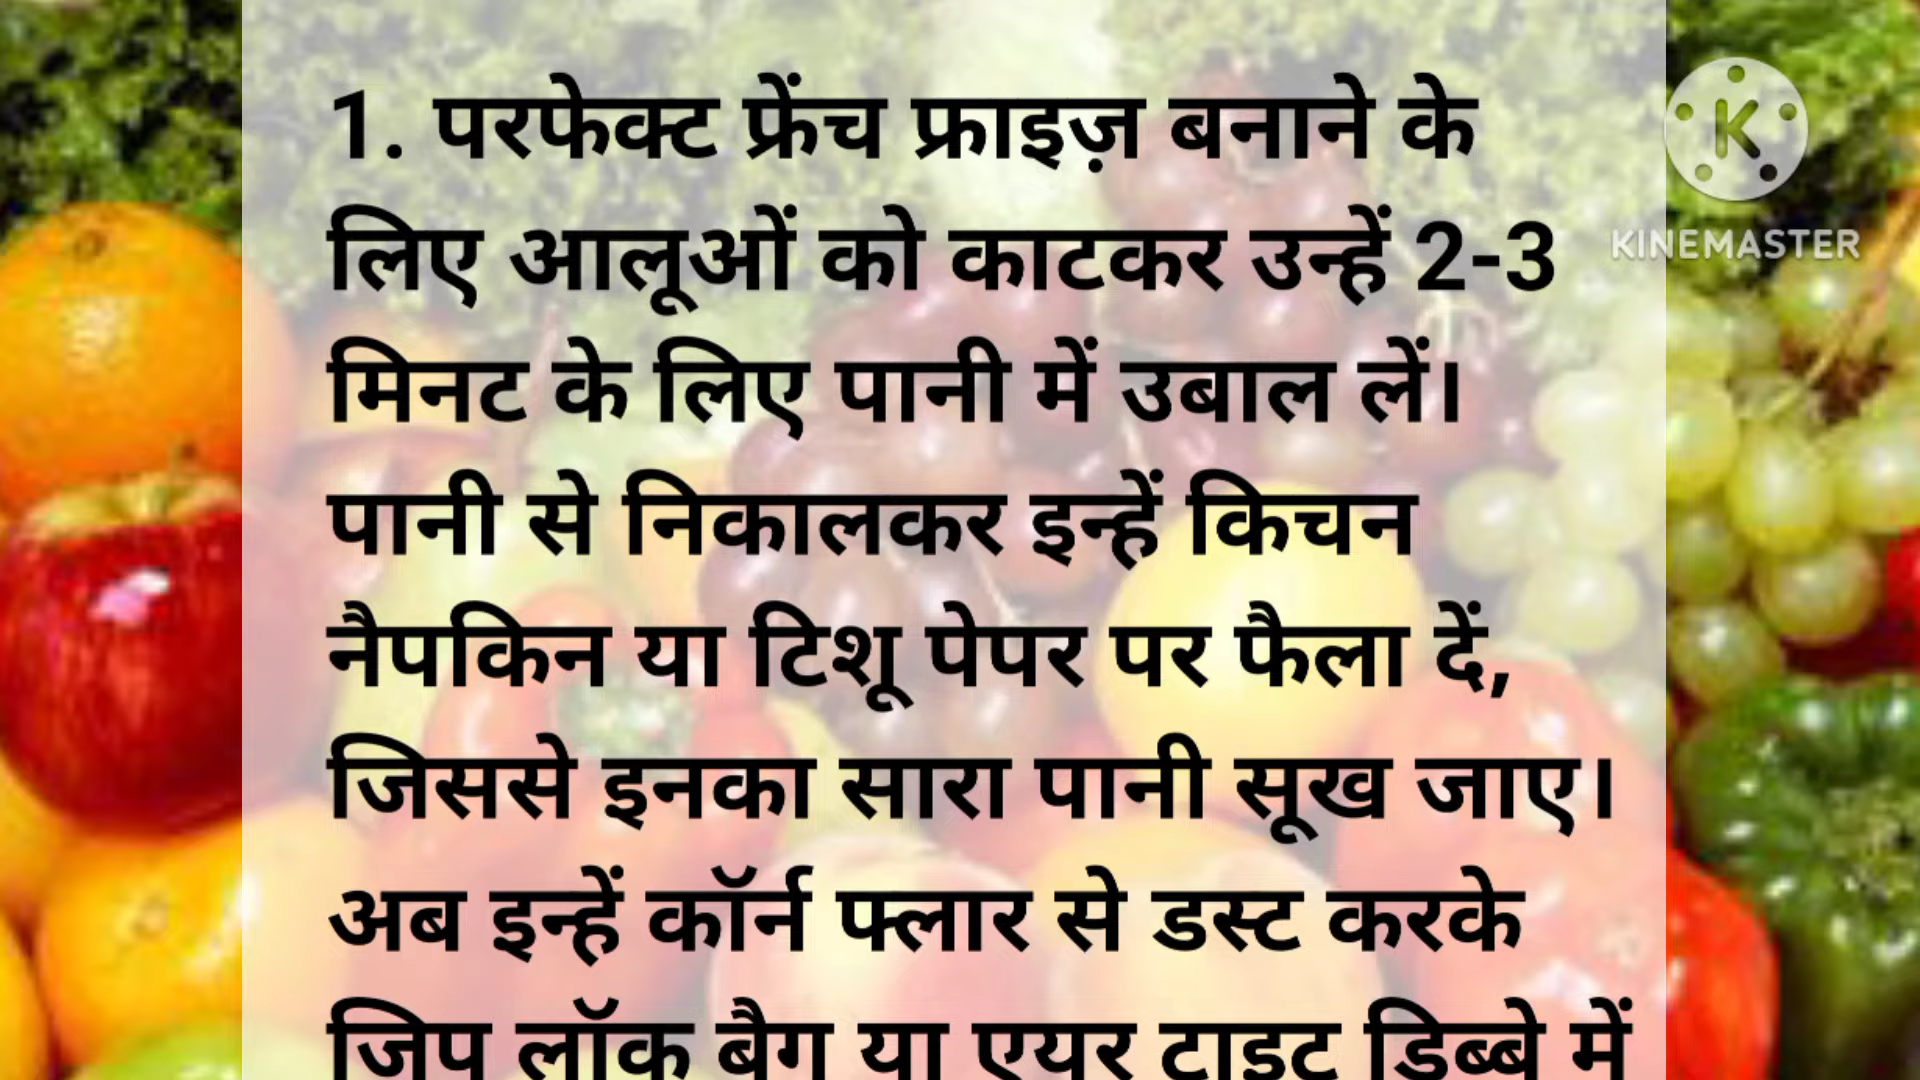 1. परफेक्ट फ्रेंच फ्राइज़ बनाने के
लिए आलूओं को काटकर उन्हें 2-3
मिनट के लिए पानी में उबाल लें।
पानी से निकालकर इन्हें किचन
नैपकिन या टिशू पेपर पर फैला दें,
जिससे इनका सारा पानी सूख जाए।
अब इन्हें कॉर्न फ्लार से डस्ट करके
जिप लॉक बैग या एयर टाइट डिब्बे में
K
KINEMASTER